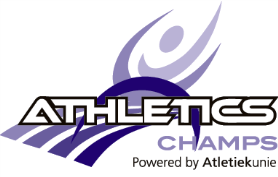 ATHLETICS
CHAMPS
Powered by Atletiekunie